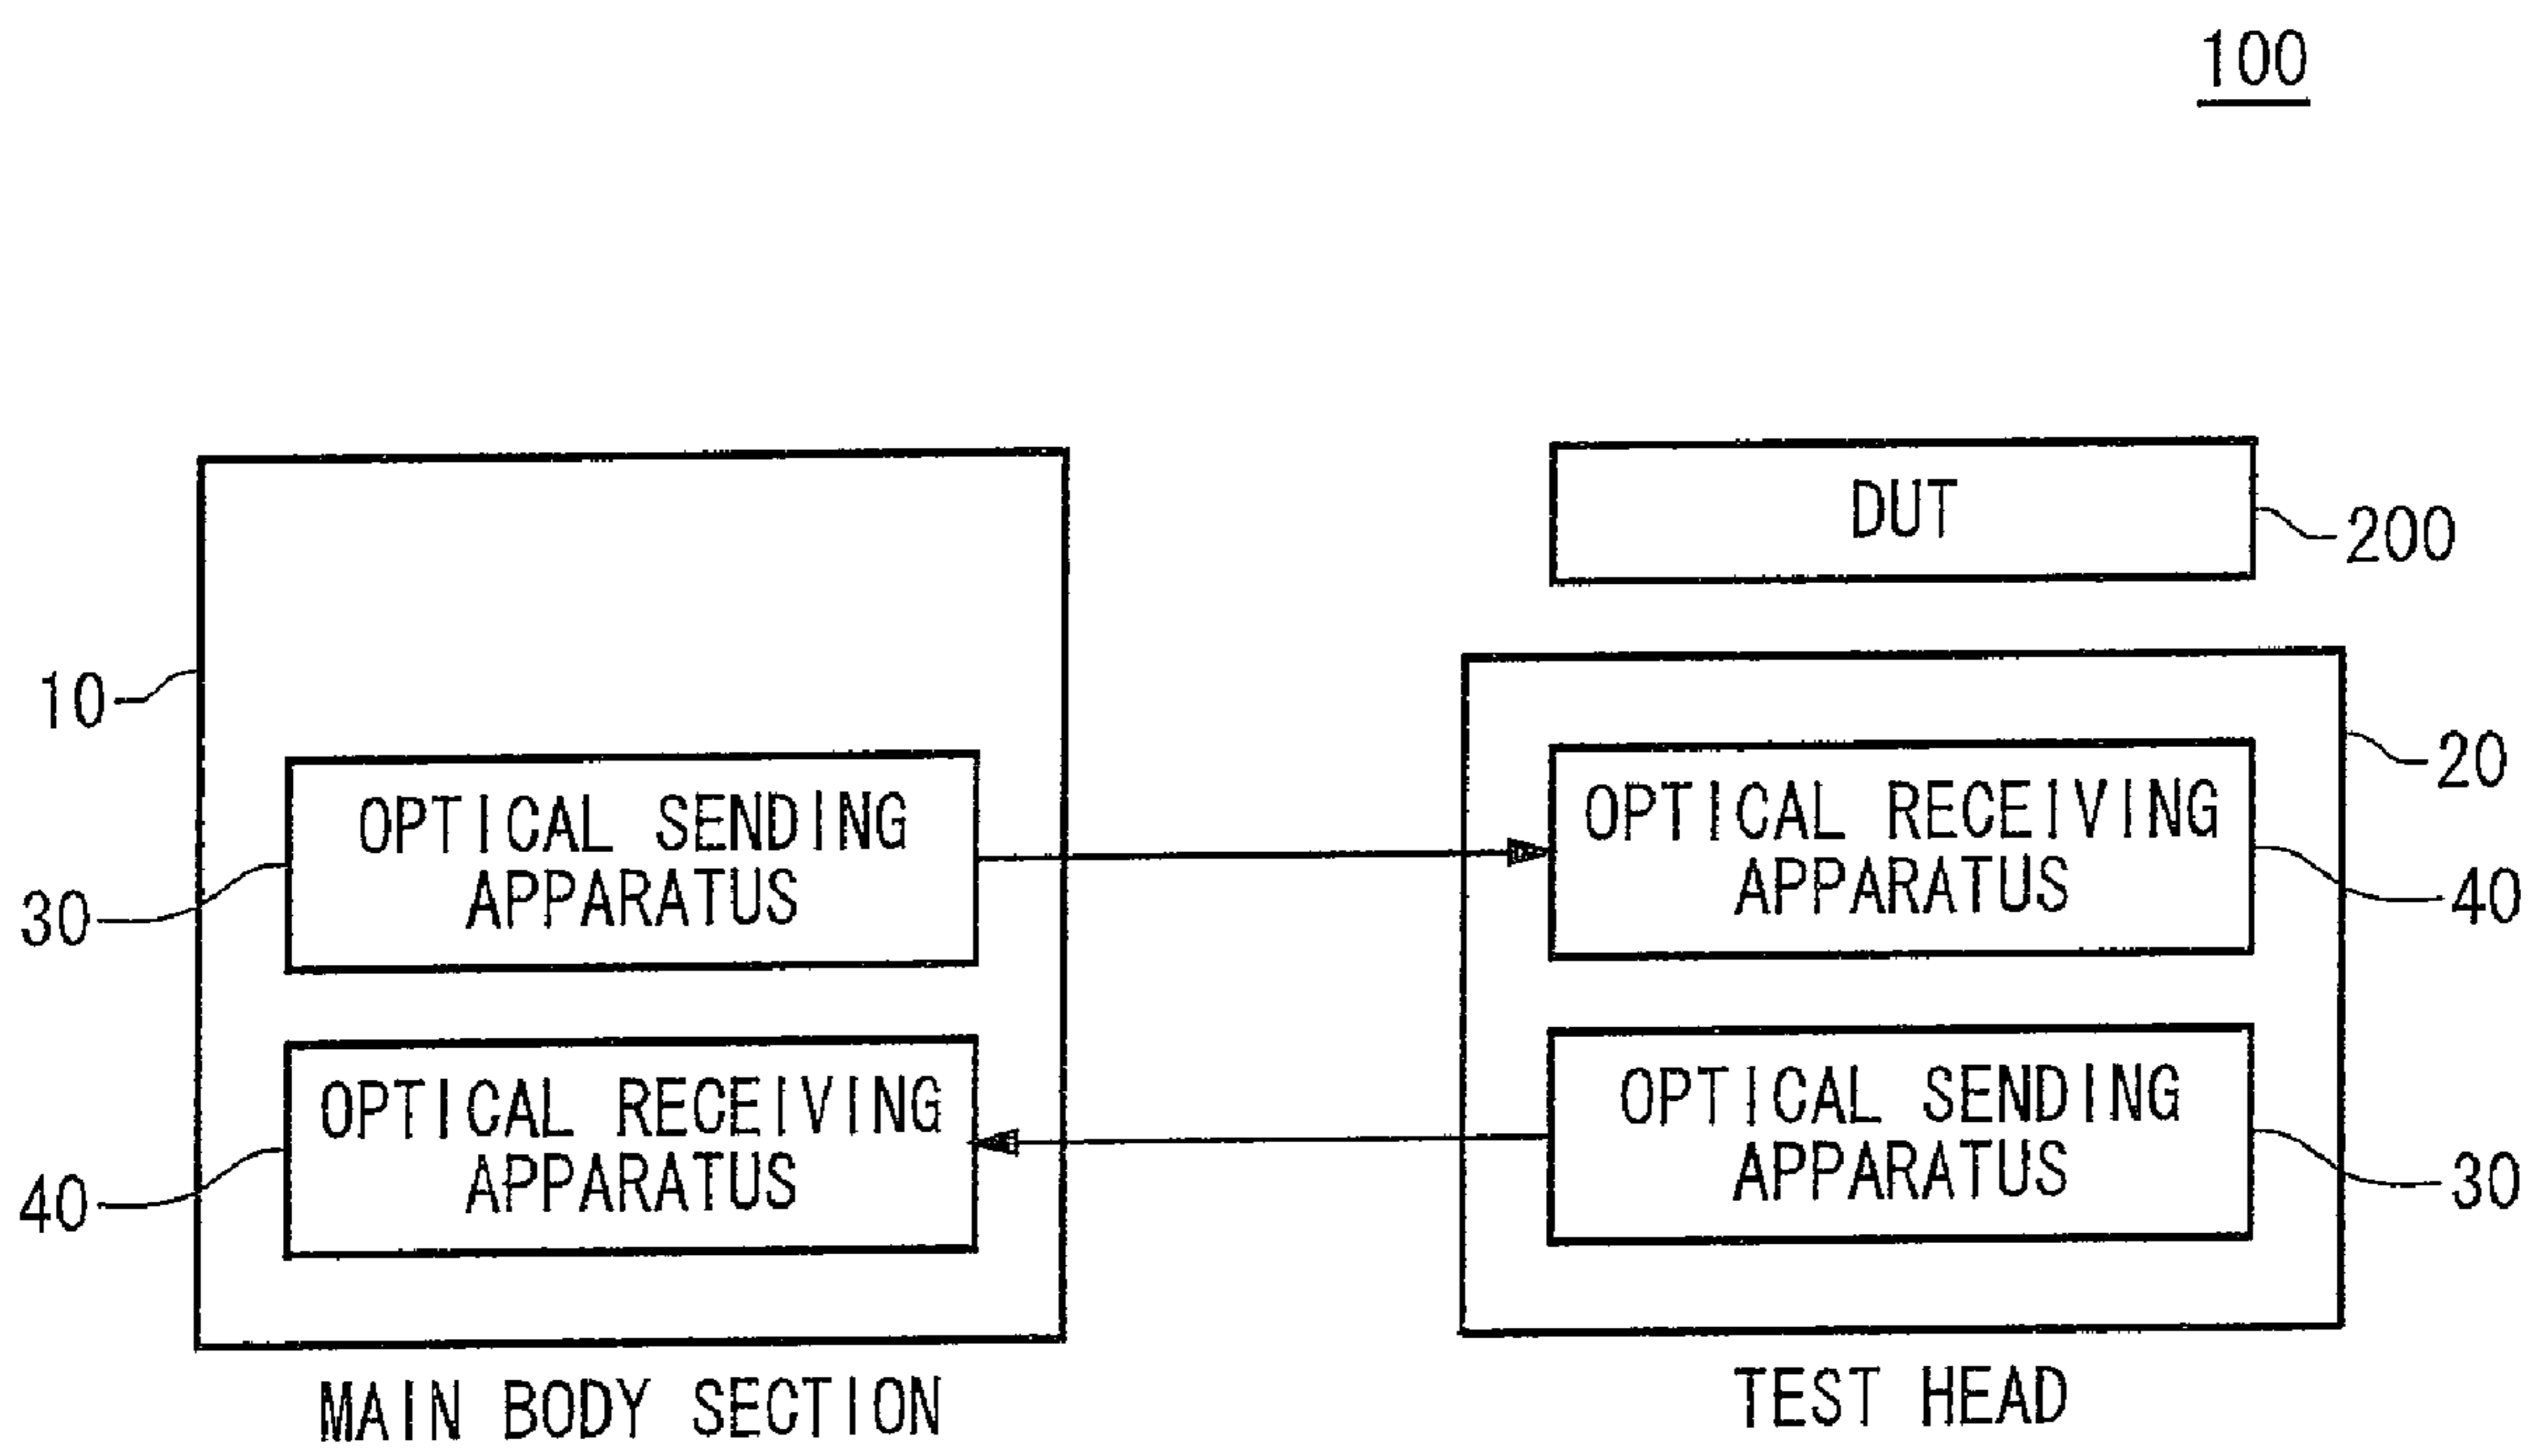 100
DUT
200
10
20
OPTICAL SENDING
APPARATUS
30
OPTICAL RECEIVING
APPARATUS
40
OPTICAL RECEIVING
APPARATUS
40
OPTICAL SENDING
APPARATUS
30
MAIN BODY SECTION
TEST HEAD